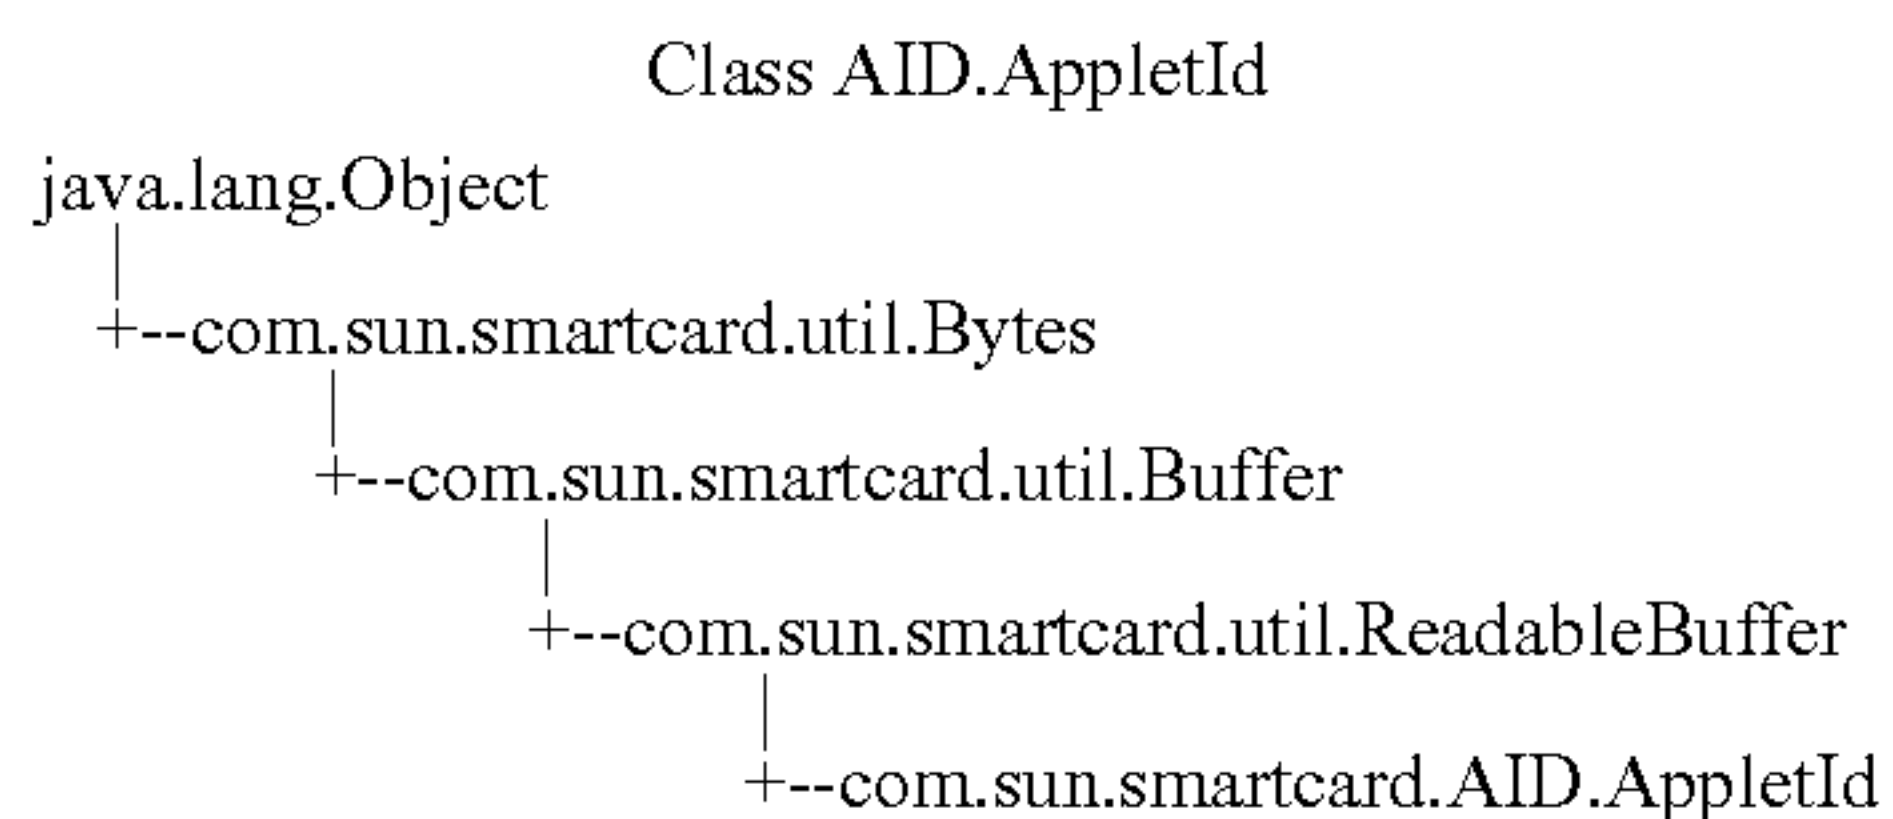 Class AID.AppletId
java.lang.Object
+--com.sun.smartcard.util.Bytes
+--com.sun.smartcard.util.Buffer
+--com.sun.smartcard.util.ReadableBuffer
+--com.sun.smartcard.AID.AppletId